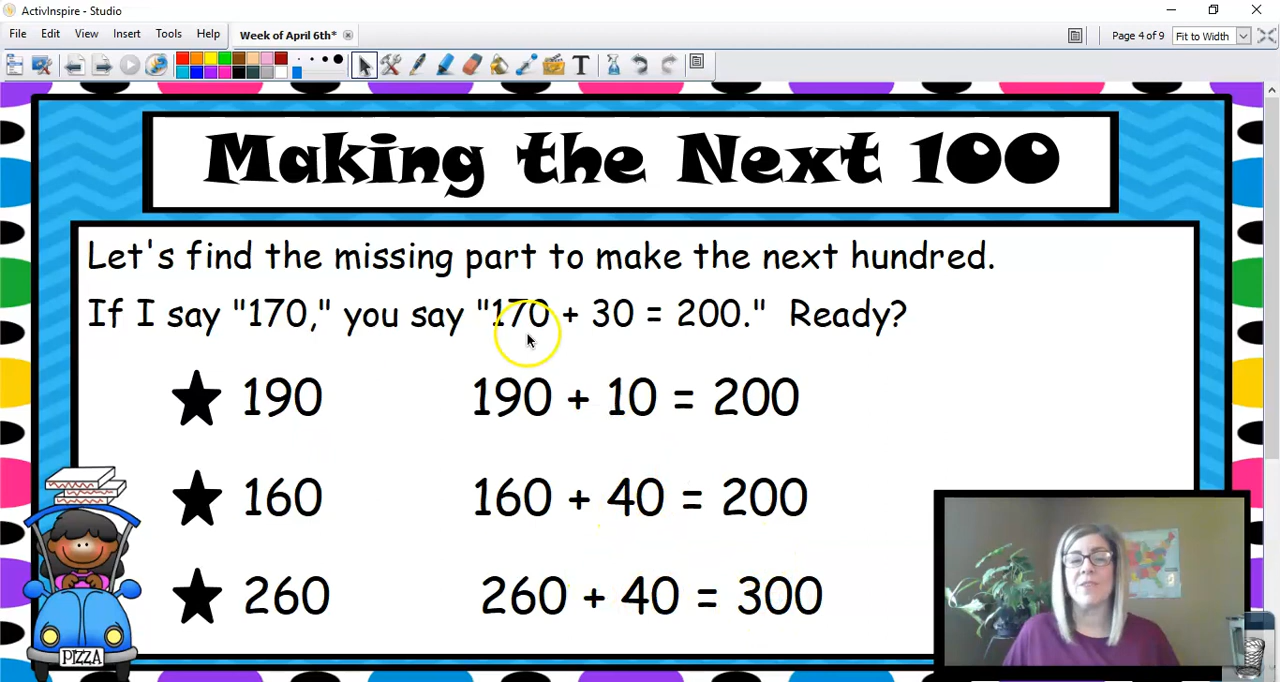 ActivInspire - Studio
File Edit View Insert Tools Help Week of April 6th* Page 4 of 9 Fit to Width
Making the Next 100
Let's find the missing part to make the next hundred.
If I say "170," you say "170 + 30 = 200." Ready?
190 190 + 10 = 200
160 160 + 40 = 200
260 260 + 40 = 300
PIZZA